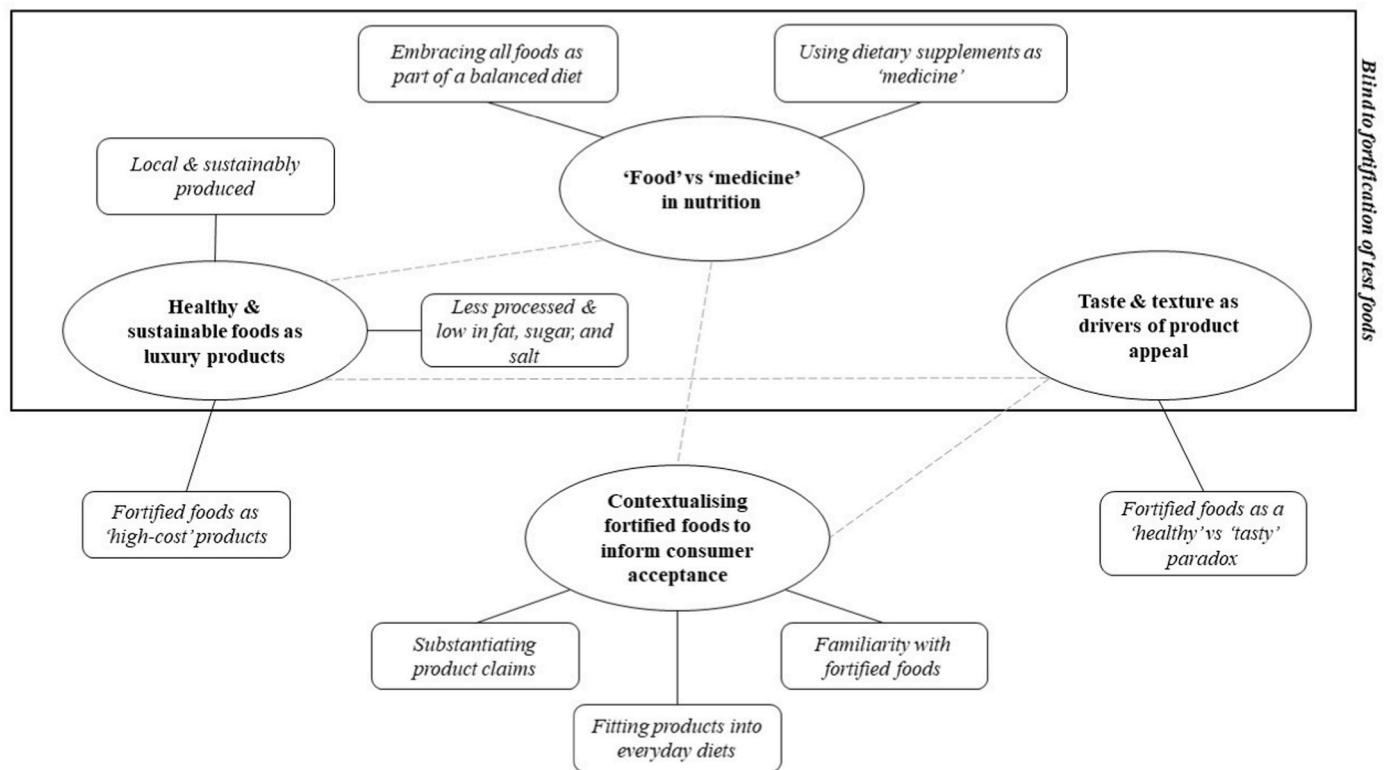 Embracing all foods as
part of a balanced diet
Using dietary supplements as
‘medicine’
Blind to fortification of test foods
Local & sustainably
produced
‘Food’ vs ‘medicine’
in nutrition
Healthy &
sustainable foods as
luxury products
Less processed &
low in fat, sugar, and
salt
Taste & texture as
drivers of product
appeal
Fortified foods as
‘high-cost’ products
Contextualising
fortified foods to
inform consumer
acceptance
Fortified foods as a
‘healthy’ vs ‘tasty’
paradox
Substantiating
product claims
Familiarity with
fortified foods
Fitting products into
everyday diets